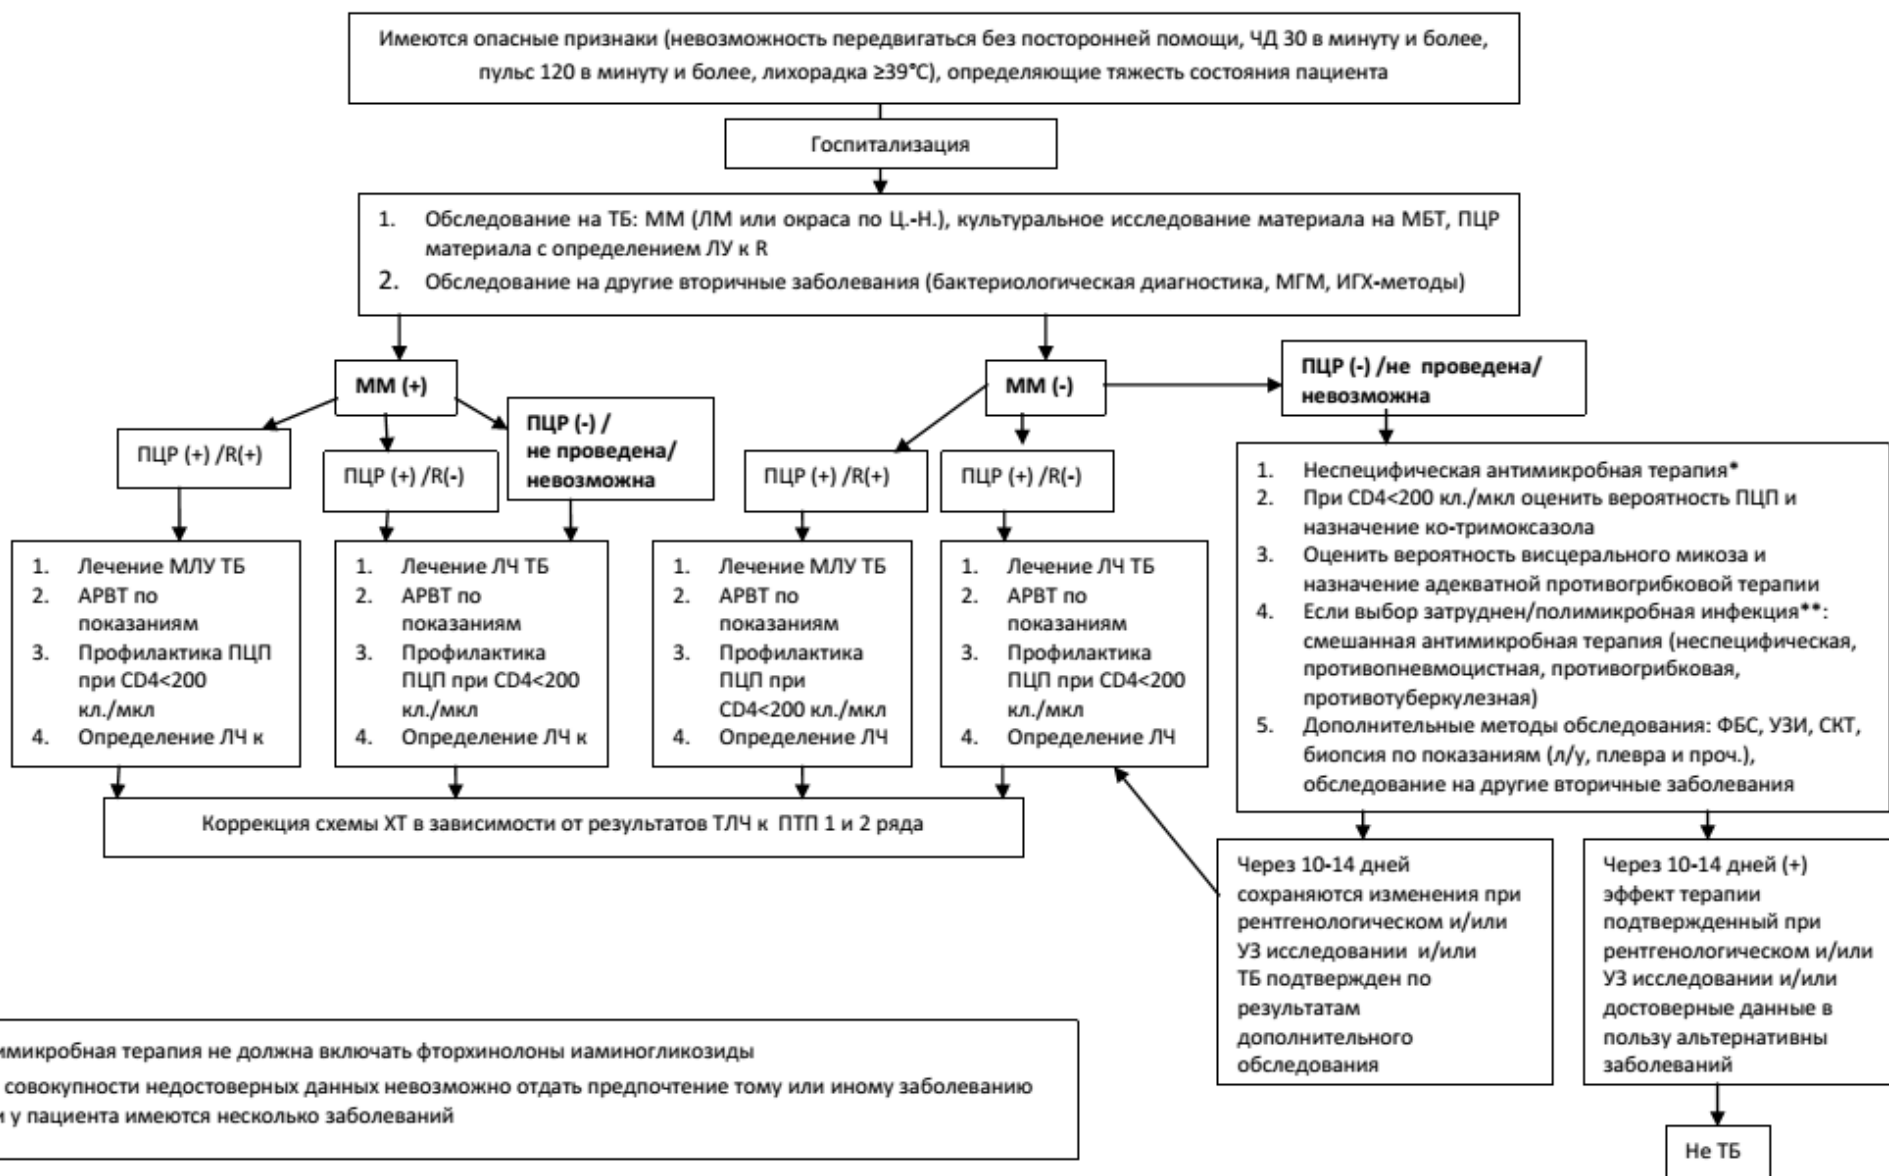 Имеются опасные признаки (невозможность передвигаться без посторонней помощи, ЧД 30 в минуту и более,
пульс 120 в минуту и более, лихорадка ≥39°С), определяющие тяжесть состояния пациента
Госпитализация
1. Обследование на ТБ: ММ (ЛМ или окраса по Ц.-Н.), культуральное исследование материала на МБТ, ПЦР
материала с определением ЛУ к R
2. Обследование на другие вторичные заболевания (бактериологическая диагностика, МГМ, ИГХ-методы)
ММ (+)
ММ (-)
ПЦР (-) /не проведена/
невозможна
ПЦР (+) /R(+)
ПЦР (+) /R(-)
ПЦР (-) /
не проведена/
невозможна
ПЦР (+) /R(+)
ПЦР (+) /R(-)
1. Лечение МЛУ ТБ
2. АРВТ по
показаниям
3. Профилактика ПЦП
при CD4<200
кл./мкл
4. Определение ЛЧ к
1. Лечение ЛЧ ТБ
2. АРВТ по
показаниям
3. Профилактика
ПЦП при CD4<200
кл./мкл
4. Определение ЛЧ к
1. Лечение МЛУ ТБ
2. АРВТ по
показаниям
3. Профилактика
ПЦП при
CD4<200 кл./мкл
4. Определение ЛЧ
1. Лечение ЛЧ ТБ
2. АРВТ по
показаниям
3. Профилактика
ПЦП при CD4<200
кл./мкл
4. Определение ЛЧ
1. Неспецифическая антимикробная терапия*
2. При CD4<200 кл./мкл оценить вероятность ПЦП и
назначение ко-тримоксазола
3. Оценить вероятность висцерального микоза и
назначение адекватной противогрибковой терапии
4. Если выбор затруднен/полимикробная инфекция**:
смешанная антимикробная терапия (неспецифическая,
противопневмоцистная, противогрибковая,
противотуберкулезная)
5. Дополнительные методы обследования: ФБС, УЗИ, СКТ,
биопсия по показаниям (л/у, плевра и проч.),
обследование на другие вторичные заболевания
Коррекция схемы ХТ в зависимости от результатов ТЛЧ к ПТП 1 и 2 ряда
Через 10-14 дней
сохраняются изменения при
рентгенологическом и/или
УЗ исследовании и/или
ТБ подтвержден по
результатам
дополнительного
обследования
Через 10-14 дней (+)
эффект терапии
подтвержденный при
рентгенологическом и/или
УЗ исследовании и/или
достоверные данные в
пользу альтернативны
заболеваний
Не ТБ
имикробная терапия не должна включать фторхинолоны иаминогликозиды
совокупности недостоверных данных невозможно отдать предпочтение тому или иному заболеванию
и у пациента имеются несколько заболеваний